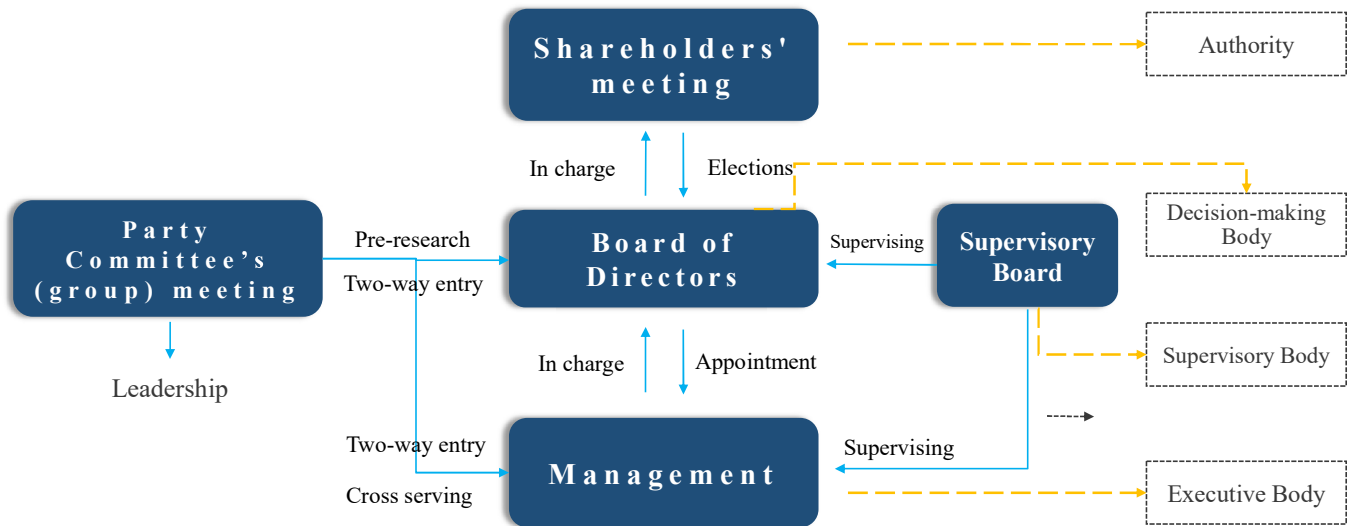 Shareholders'
meeting
Authority
In charge
Elections
Party
Committee’s
(group) meeting
Pre-research
Two-way entry
Board of
Directors
Supervising
Supervisory
Board
Decision-making
Body
Leadership
In charge
Appointment
Supervisory Body
Two-way entry
Cross serving
Management
Supervising
Executive Body